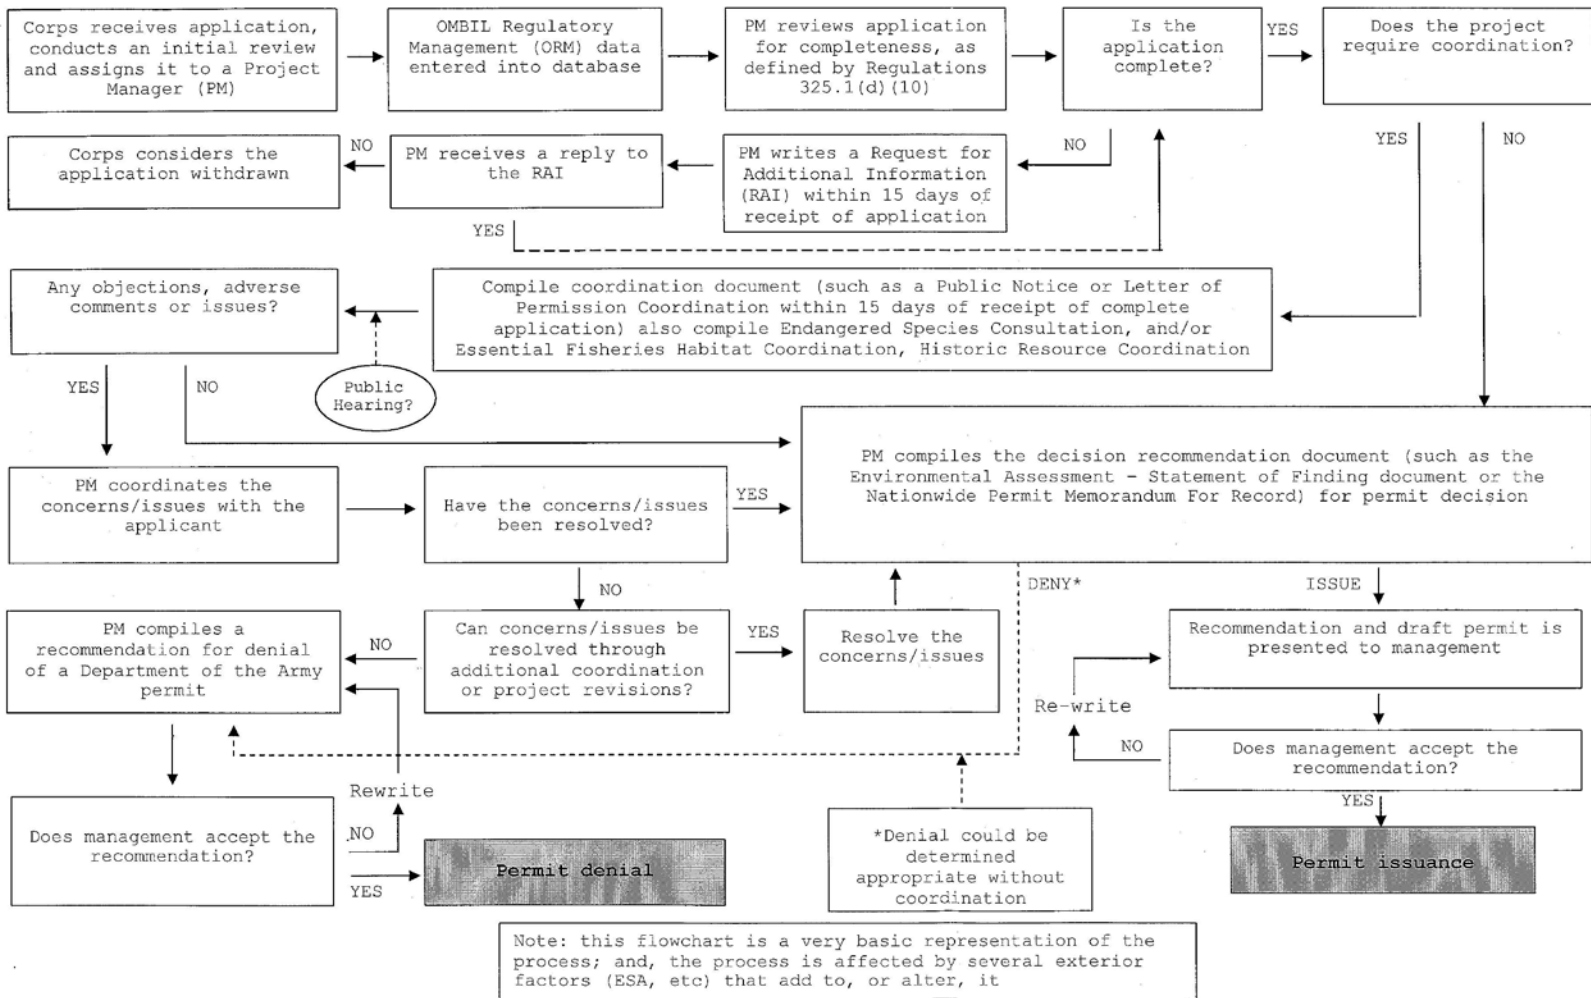 Corps receives application,
conducts an initial review
and assigns it to a Project
Manager (PM)
OMBIL Regulatory
Management (ORM) data
entered into database
PM reviews application
for completeness, as
defined by Regulations
325.1(d)(10)
Is the
application
complete?
YES
Does the project
require coordination?
Corps considers the
application withdrawn
NO
PM receives a reply to
the RAI
PM writes a Request for
Additional Information
(RAI) within 15 days of
receipt of application
NO
YES
NO
YES
Any objections, adverse
comments or issues?
Compile coordination document (such as a Public Notice or Letter of
Permission Coordination within 15 days of receipt of complete
application) also compile Endangered Species Consultation, and/or
Essential Fisheries Habitat Coordination, Historic Resource Coordination
YES
NO
Public
Hearing?
PM coordinates the
concerns/issues with the
applicant
Have the concerns/issues
been resolved?
YES
PM compiles the decision recommendation document (such as the
Environmental Assessment – Statement of Finding document or the
Nationwide Permit Memorandum For Record) for permit decision
NO
DENY*
ISSUE
PM compiles a
recommendation for denial
of a Department of the Army
permit
NO
Can concerns/issues be
resolved through
additional coordination
or project revisions?
YES
Resolve the
concerns/issues
Recommendation and draft permit is
presented to management
Re-write
NO
Does management accept the
recommendation?
YES
Does management accept the
recommendation?
Rewrite
NO
YES
Permit denial
*Denial could be
determined
appropriate without
coordination
Permit issuance
Note: this flowchart is a very basic representation of the
process; and, the process is affected by several exterior
factors (ESA, etc) that add to, or alter, it